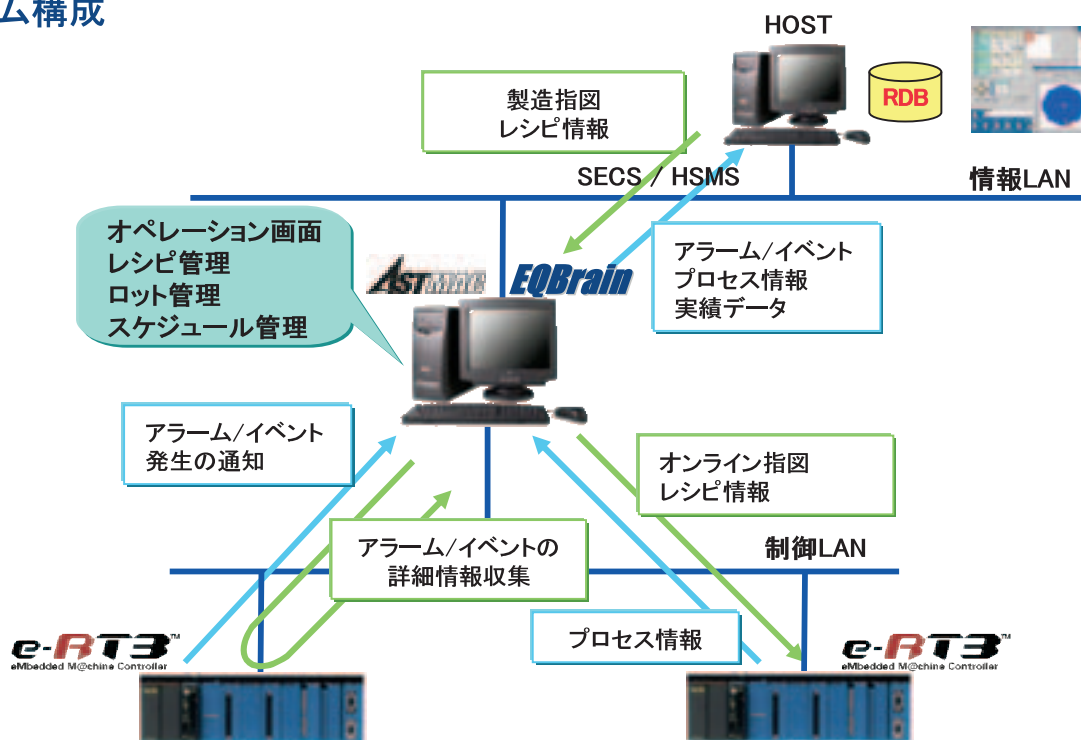 ム構成
HOST
RDB
製造指図
レシピ情報
SECS / HSMS
情報LAN
オペレーション画面
レシピ管理
ロット管理
スケジュール管理
EQBrain
アラーム/イベント
プロセス情報
実績データ
アラーム/イベント
発生の通知
オンライン指図
レシピ情報
アラーム/イベントの
詳細情報収集
制御LAN
プロセス情報
e-RT3™
eMbedded M@chine Controller
e-RT3™
eMbedded M@chine Controller